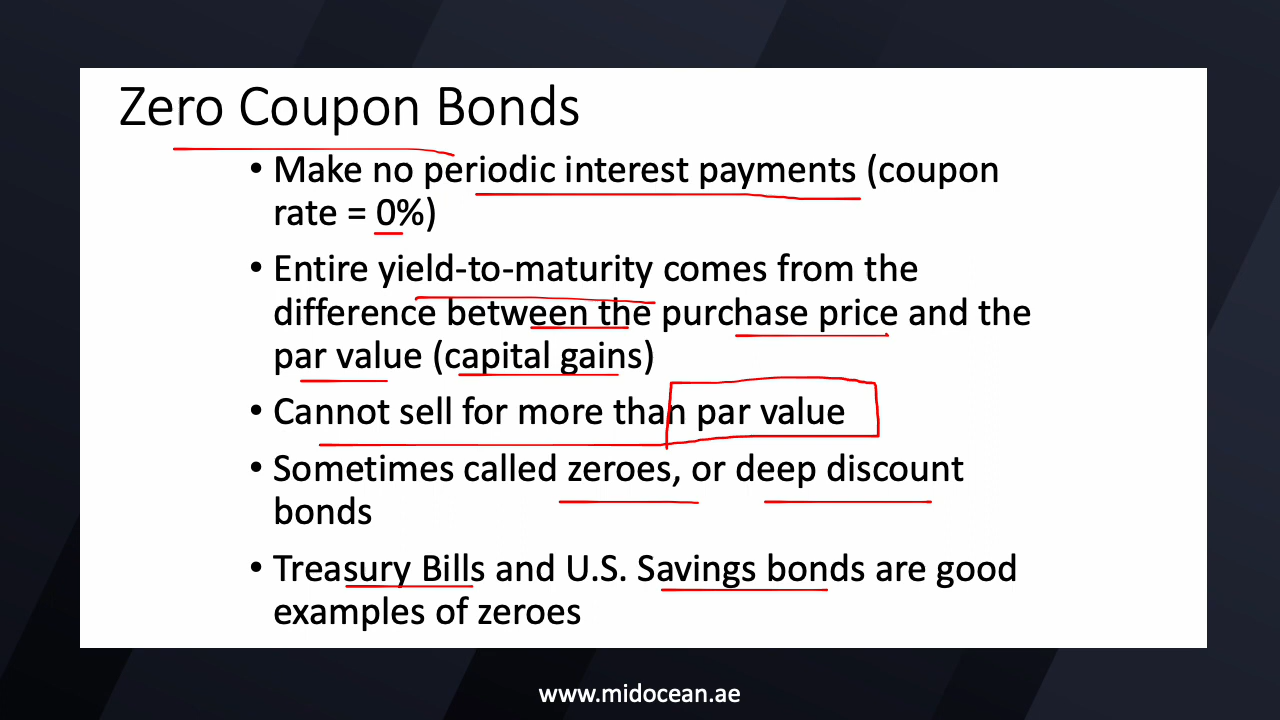 Zero Coupon Bonds
• Make no periodic interest payments (coupon
rate = 0%)
• Entire yield-to-maturity comes from the
difference between the purchase price and the
par value (capital gains)
• Cannot sell for more than par value
• Sometimes called zeroes, or deep discount
bonds
• Treasury Bills and U.S. Savings bonds are good
examples of zeroes
www.midocean.ae